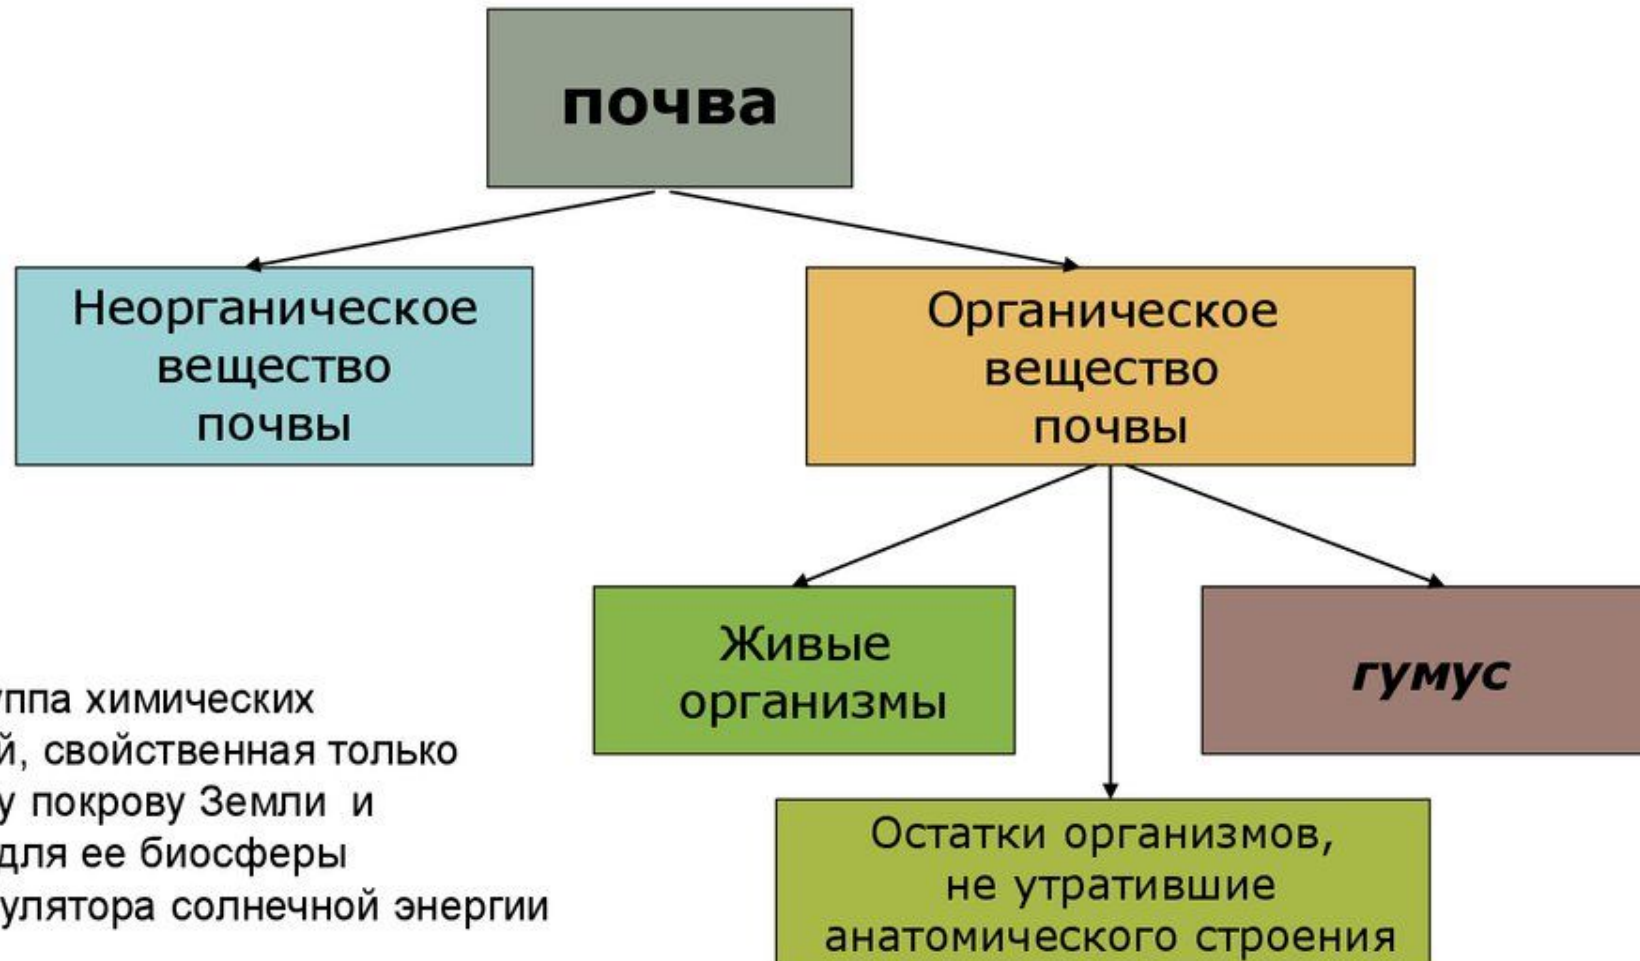 почва
Неорганическое
вещество
почвы
Органическое
вещество
почвы
Живые
организмы
гумус
химических
свойственная только
покрову Земли и
для ее биосферы
солнечной энергии
Остатки организмов,
не утратившие
анатомического строения